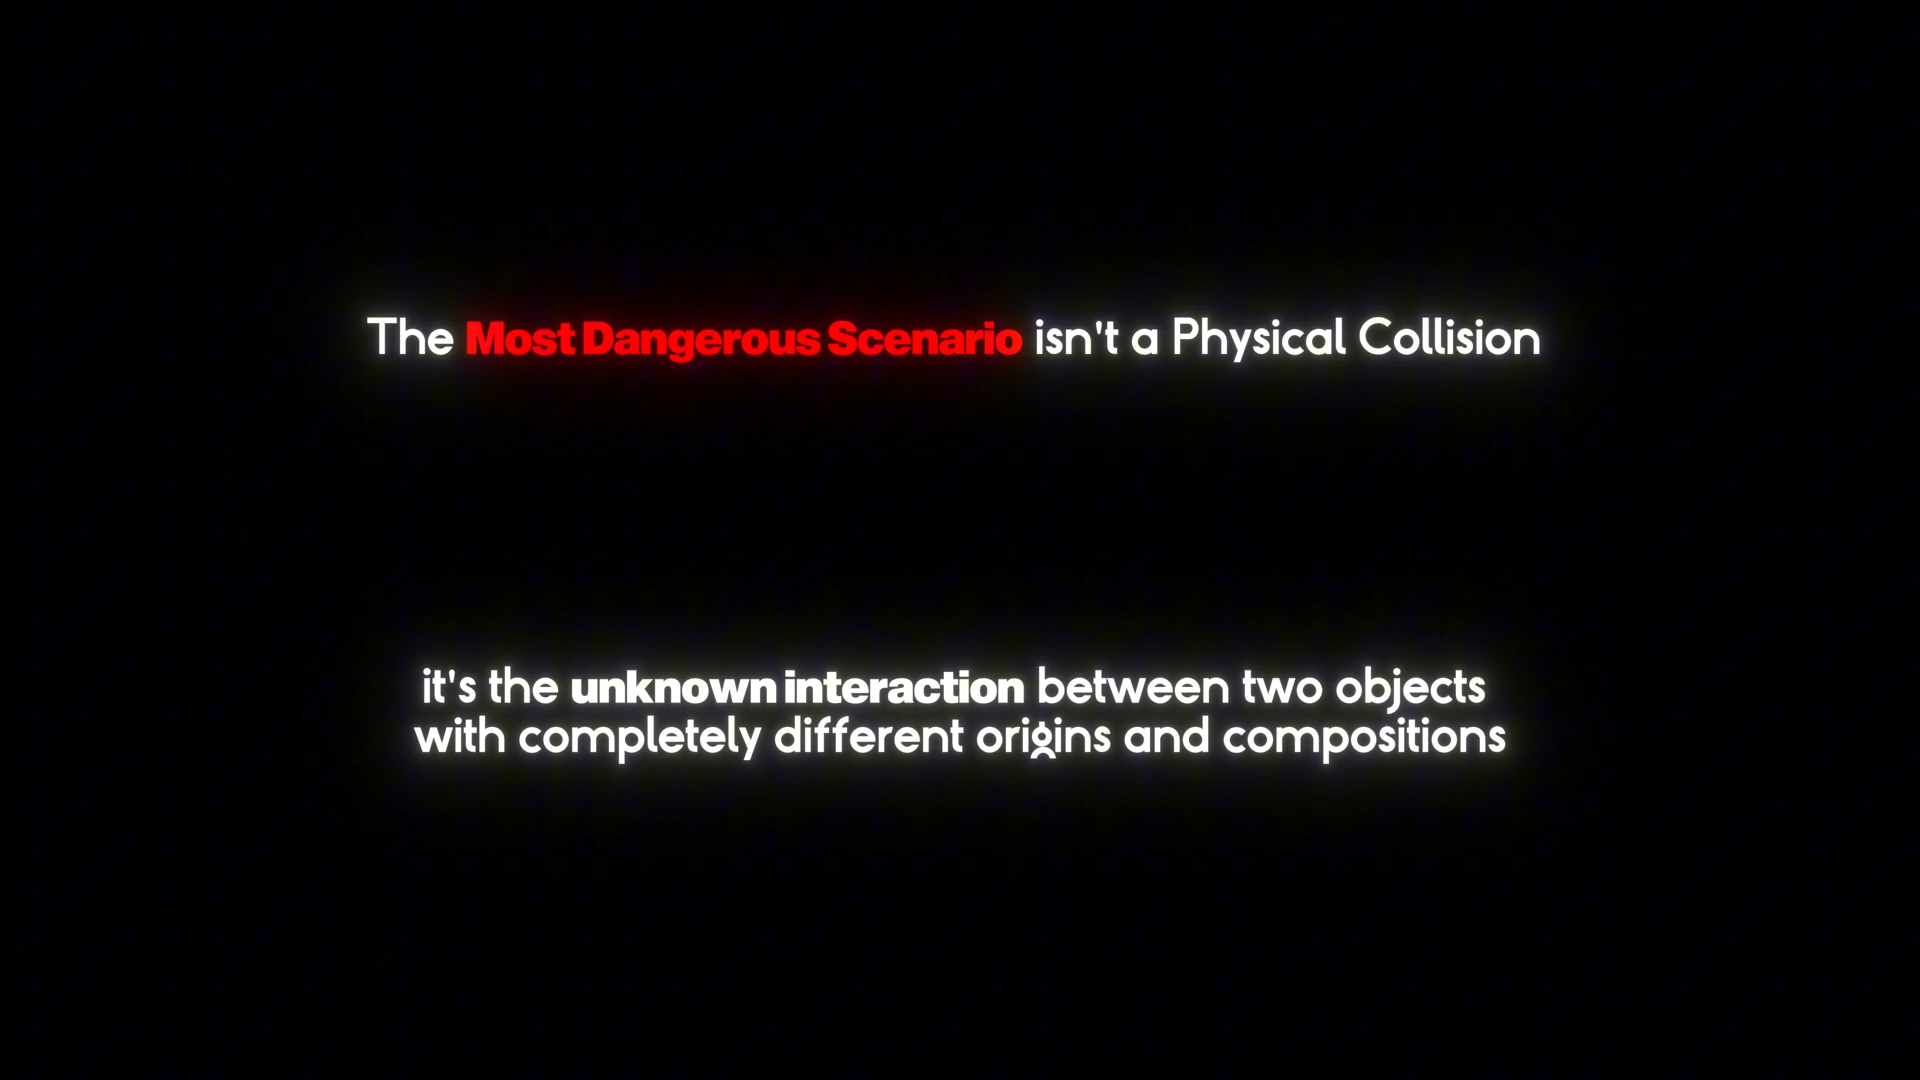 The Most Dangerous Scenario isn't a Physical Collision
it's the unknown interaction between two objects
with completely different origins and compositions